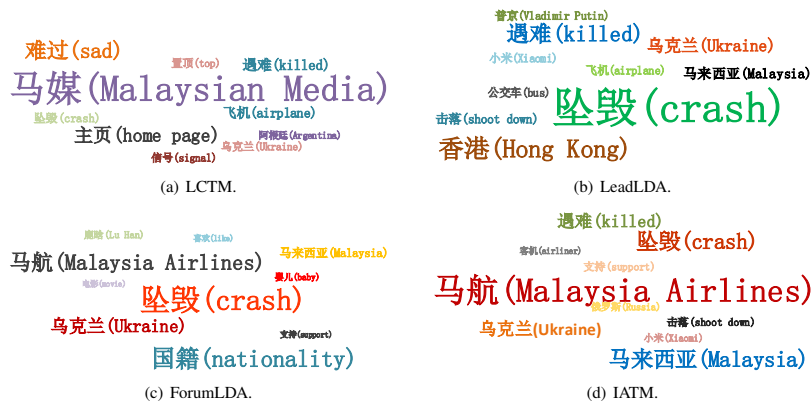 难过(sad)
置顶(top)
遇难(killed)
马媒(Malaysian Media)
坠毁(crash)
飞机(airplane)
主页(home page)
阿根廷(Argentina)
乌克兰(Ukraine)
信号(signal)
(a) LCTM.
普京(Vladimir Putin)
遇难(killed)
乌克兰(Ukraine)
小米(Xiaomi)
飞机(airplane)
马来西亚(Malaysia)
公交车(bus)
坠毁(crash)
击落(shoot down)
香港(Hong Kong)
(b) LeadLDA.
鹿晗(Lu Han)
喜欢(like)
马航(Malaysia Airlines)
马来西亚(Malaysia)
电影(movie)
婴儿(baby)
坠毁(crash)
乌克兰(Ukraine)
支持(support)
国籍(nationality)
(c) ForumLDA.
遇难(killed)
坠毁(crash)
客机(airliner)
支持(support)
马航(Malaysia Airlines)
俄罗斯(Russia)
乌克兰(Ukraine)
击落(shoot down)
小米(Xiaomi)
马来西亚(Malaysia)
(d) IATM.